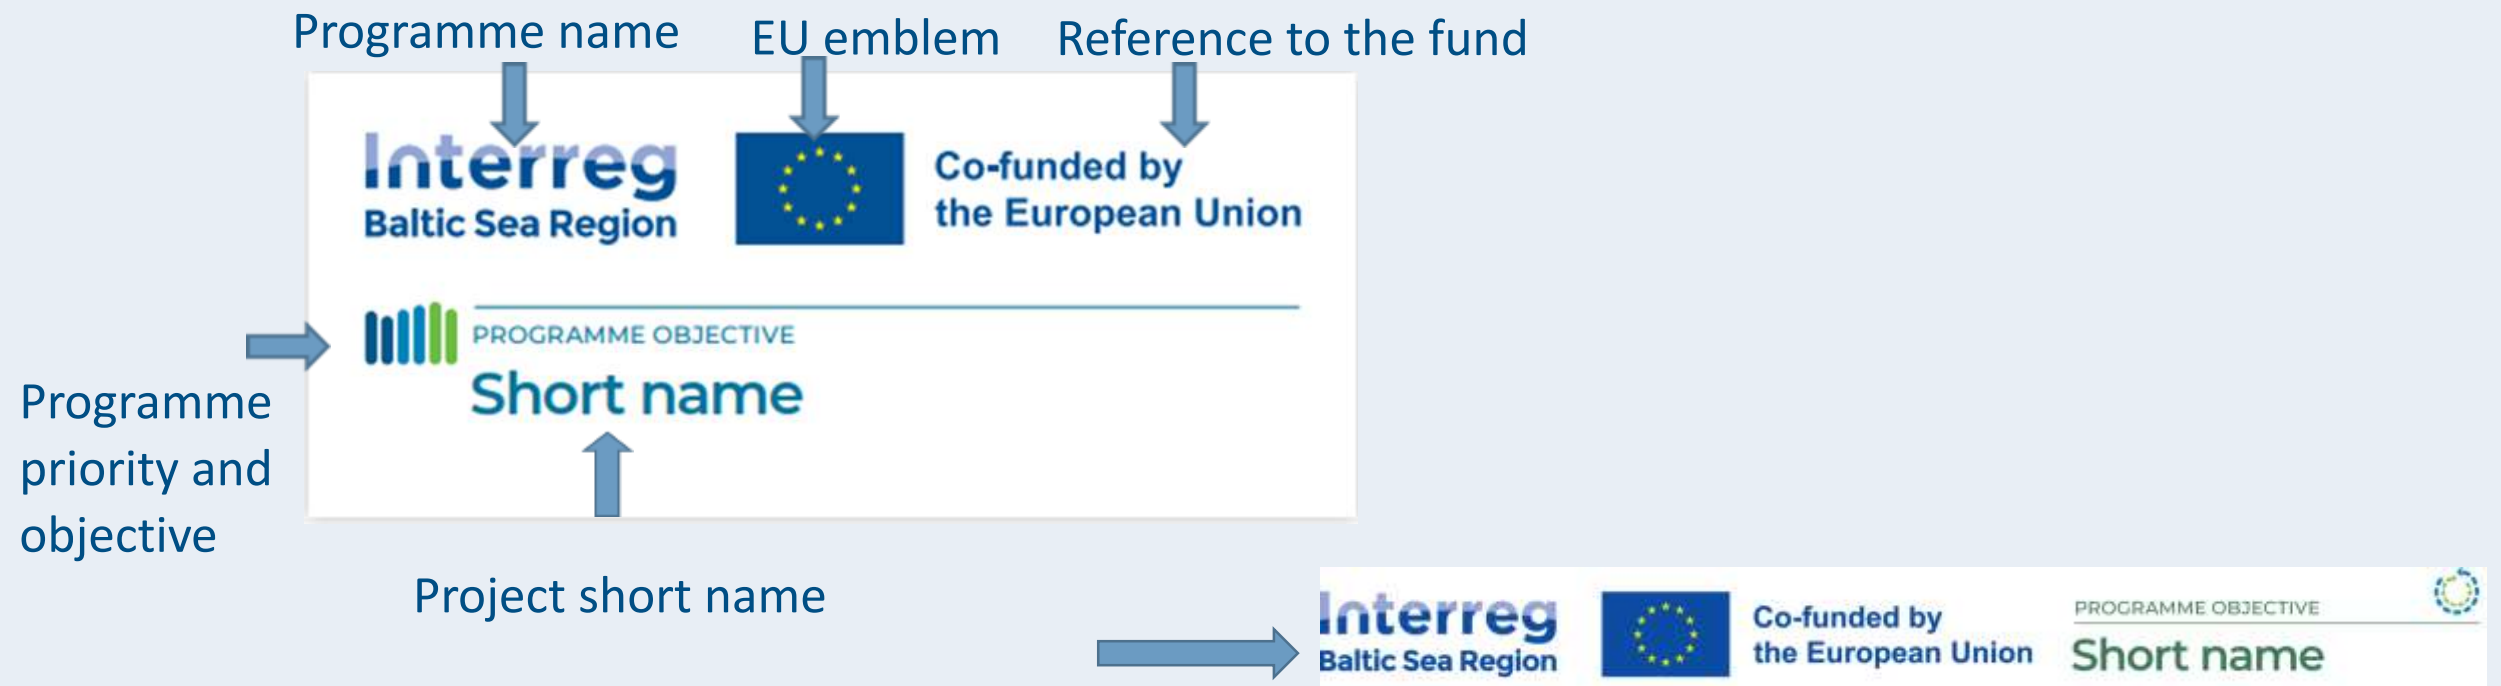 Programme name
EU emblem
Reference to the fund
Interreg
Baltic Sea Region
Co-funded by
the European Union
PROGRAMME OBJECTIVE
Short name
Programme
priority and
objective
Project short name
Interreg
Baltic Sea Region
Co-funded by
the European Union
PROGRAMME OBJECTIVE
Short name